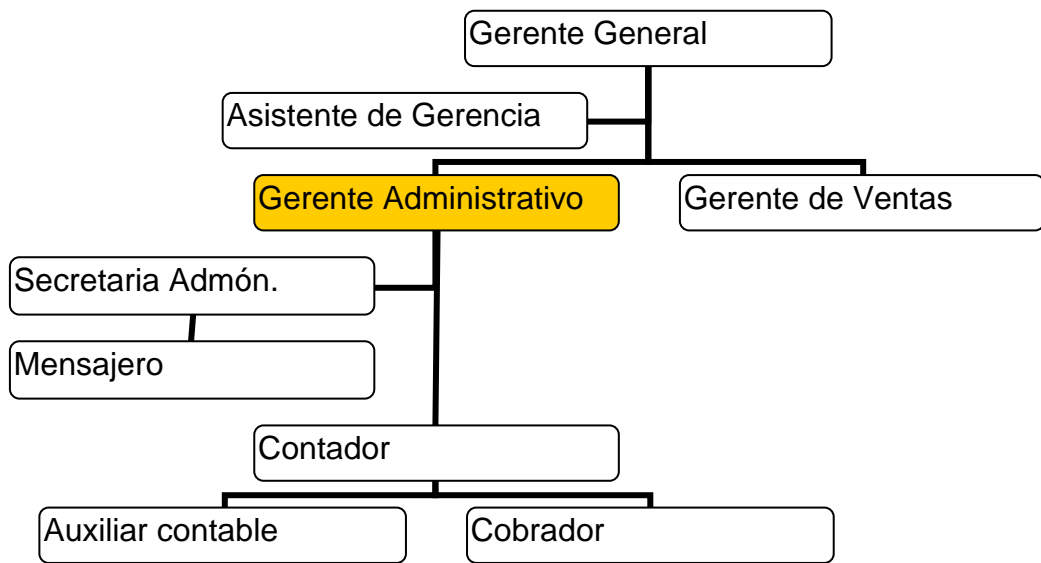 Gerente General
Asistente de Gerencia
Gerente Administrativo
Gerente de Ventas
Secretaria Admón.
Mensajero
Contador
Auxiliar contable
Cobrador